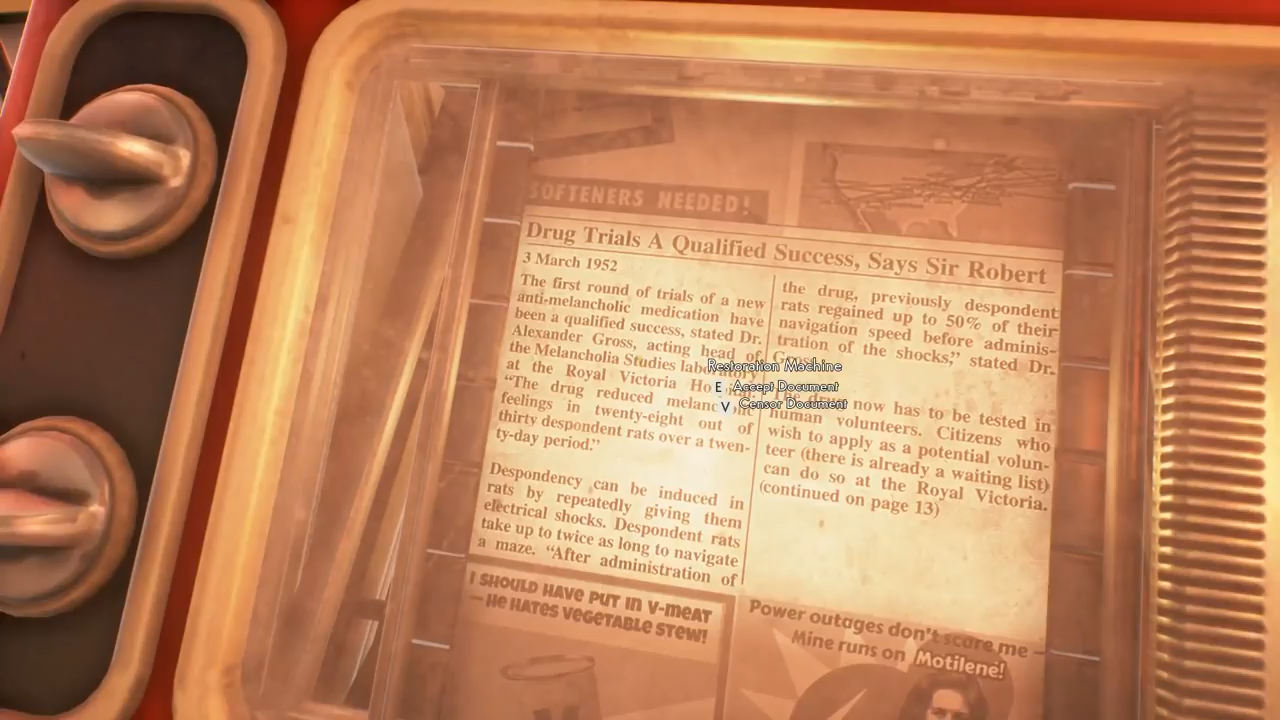 SOFTENERS NEEDED!
Drug Trials A Qualified Success, Says Sir Robert
3 March 1952
The first round of trials of a new
anti-melancholic medication have
been a qualified success, stated Dr.
Alexander Gross, acting head of
the Melancholia Studies laboratory
at the Royal Victoria
"The drug reduced
feelings in twenty-eight out of
thirty despondent rats over a twen-
ty-day period."
Despondency can be induced in
rats by repeatedly giving them
electrical shocks. Despondent rats
take up to twice as long to navigate
a maze. "After administration of
the drug, previously despondent
rats regained up to 50% of their
navigation speed before adminis-
tration of the shocks," stated Dr.
Gross.
The drug now has to be tested in
human volunteers. Citizens who
wish to apply as a potential volun-
teer (there is already a waiting list)
can do so at the Royal Victoria.
(continued on page 13)
Restoration Machine
E Accept Document
V Censor Document
I SHOULD HAVE PUT IN V-MEAT
– HE HATES VEGETABLE STEW!
Power outages don't scare me –
Mine runs on Motilene!